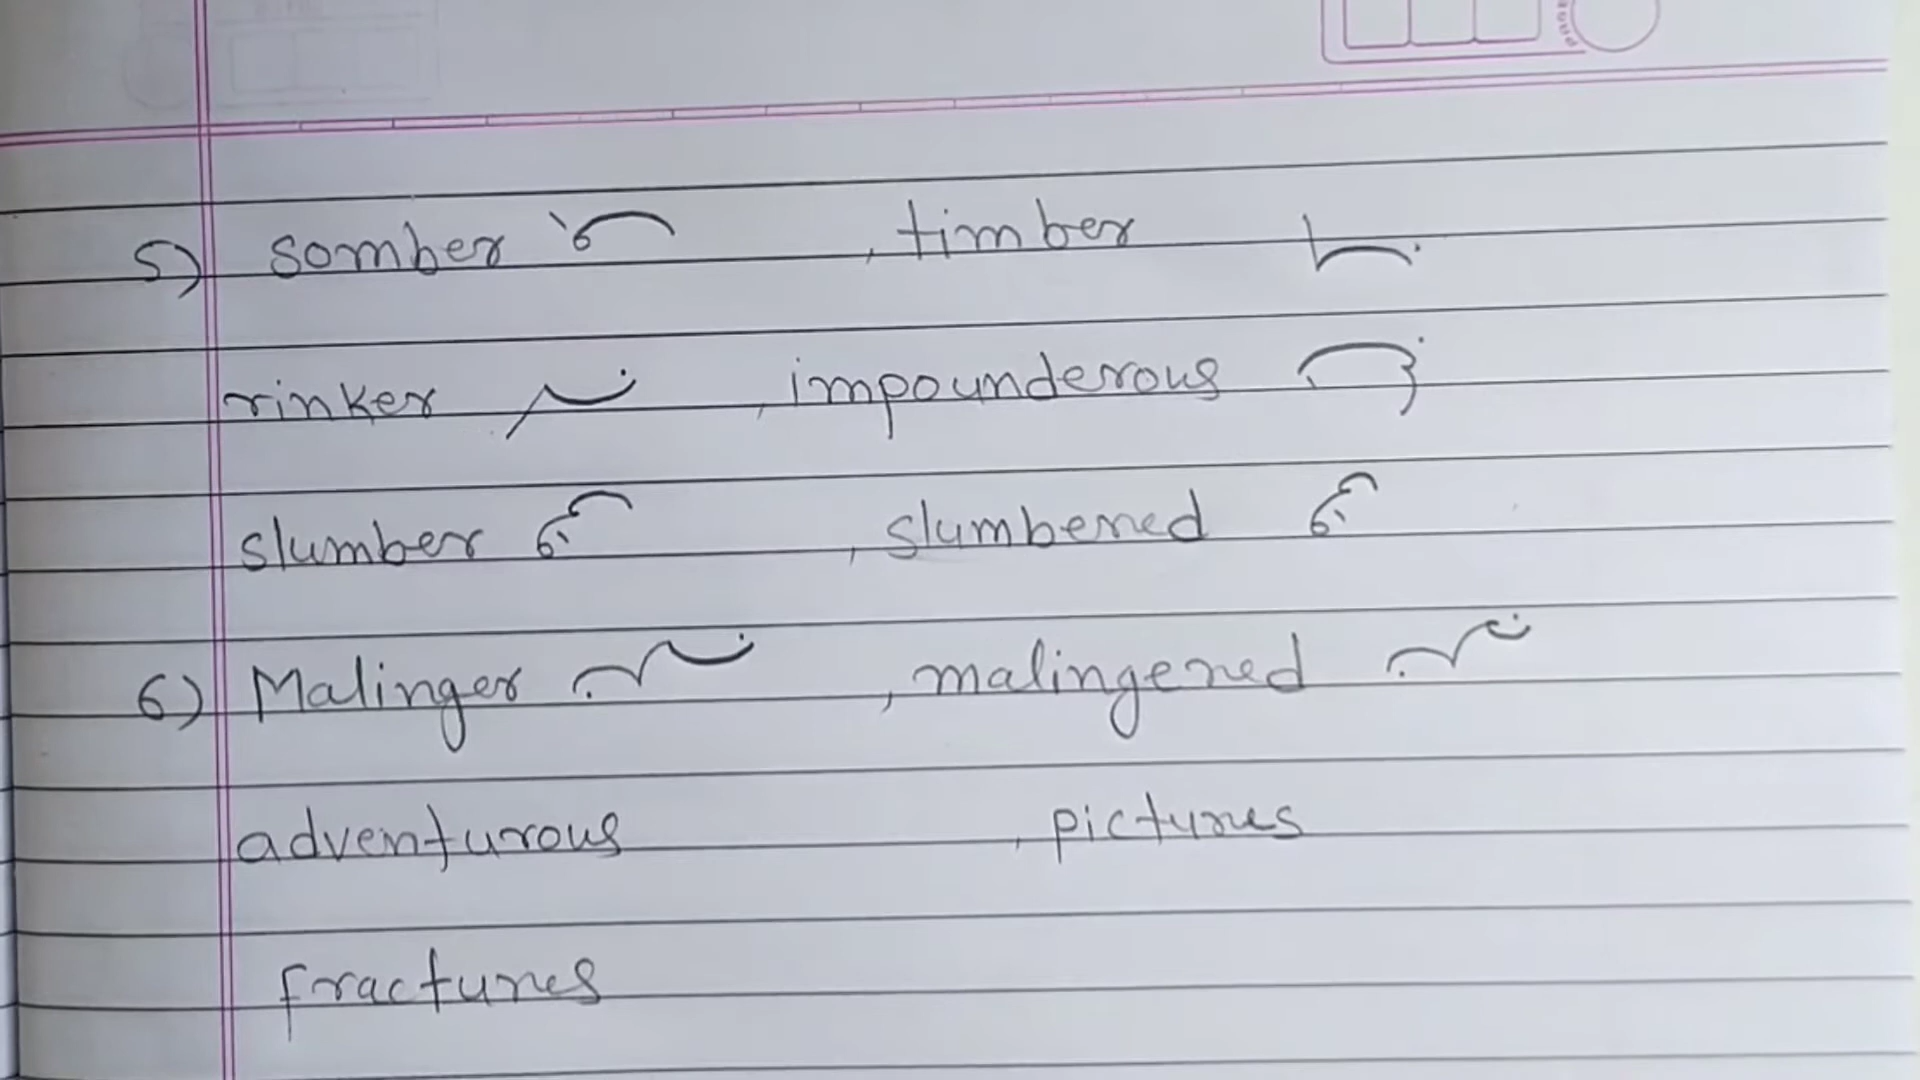 5) somber , timber
rinker , impounderous
slumber , slumbered
6) Malinger , malingered
adventurous , pictures
fractures